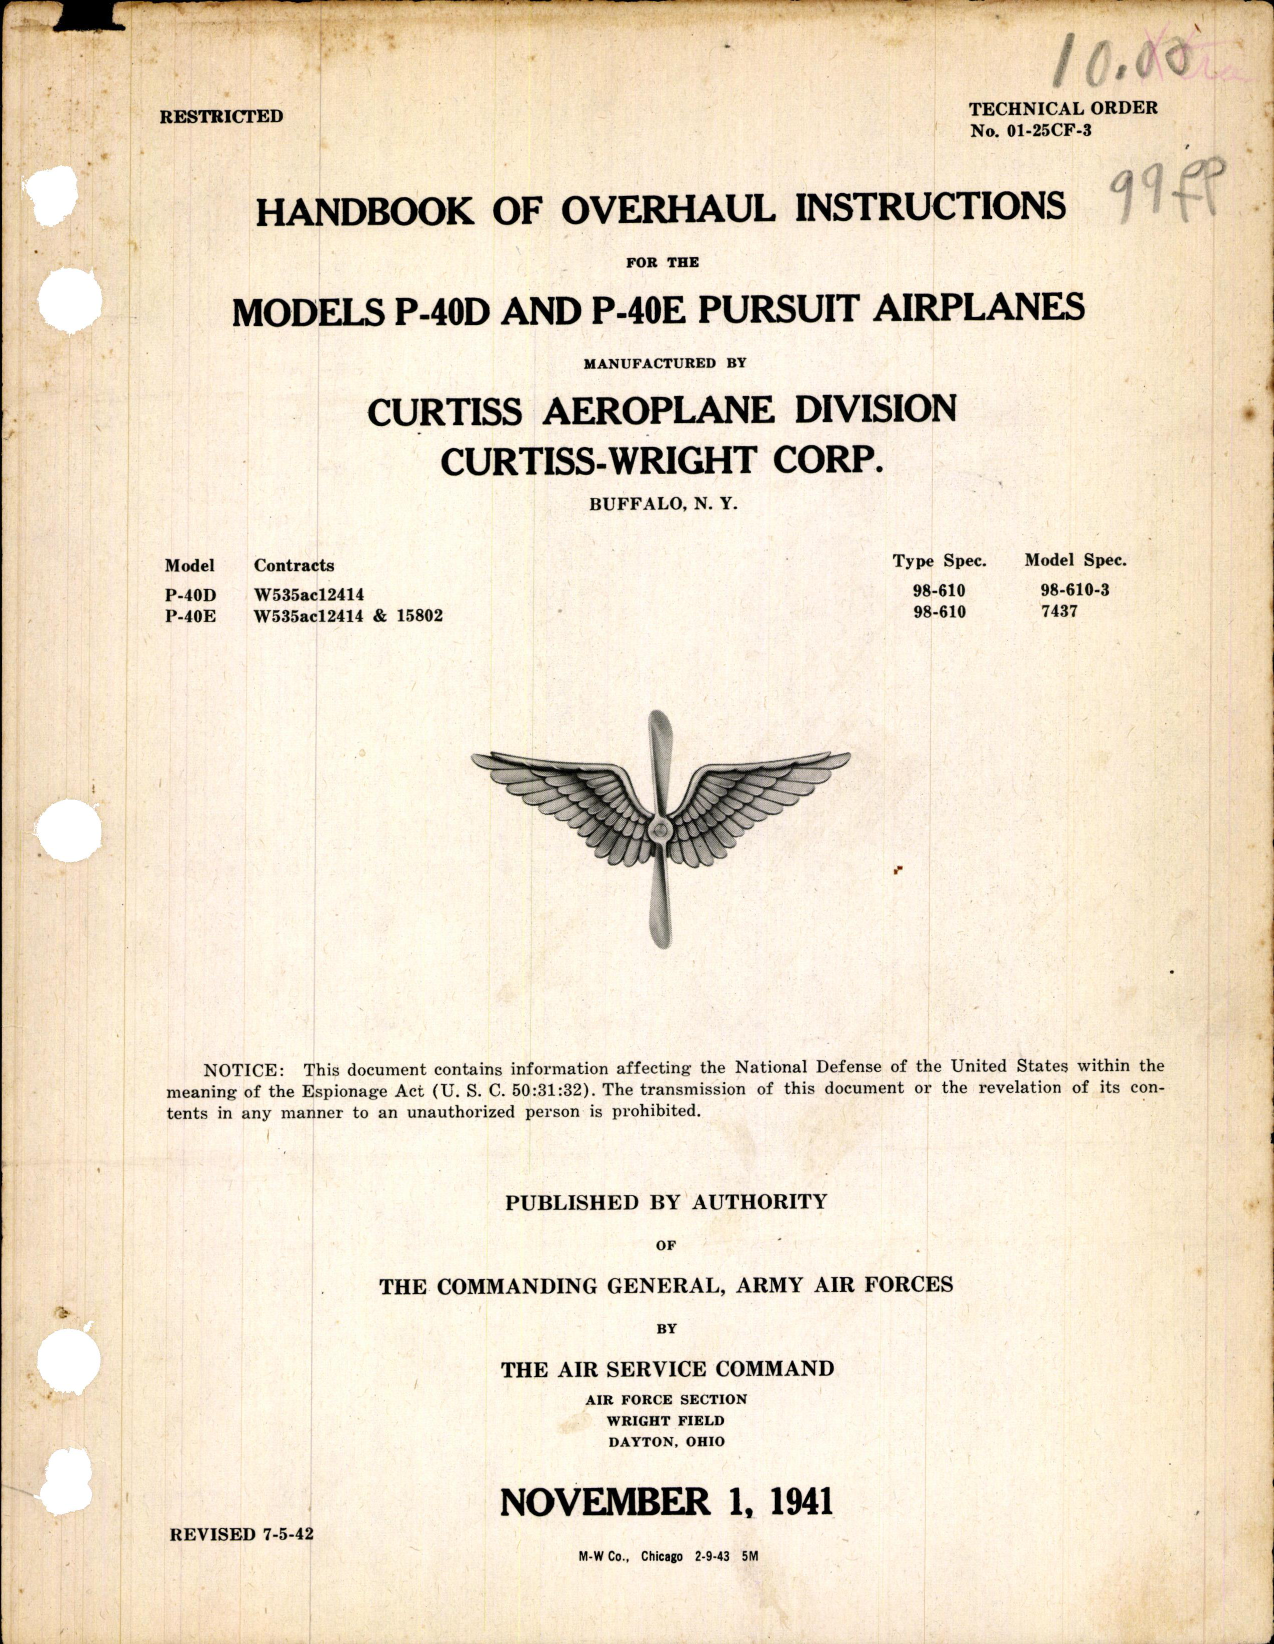 10.00 Xtra
RESTRICTED
TECHNICAL ORDER
No. 01-25CF-3
99pp
HANDBOOK OF OVERHAUL INSTRUCTIONS
FOR THE
MODELS P-40D AND P-40E PURSUIT AIRPLANES
MANUFACTURED BY
CURTISS AEROPLANE DIVISION
CURTISS-WRIGHT CORP.
BUFFALO, N. Y.
Model Contracts Type Spec. Model Spec.
P-40D W535ac12414 98-610 98-610-3
P-40E W535ac12414 & 15802 98-610 7437
NOTICE: This document contains information affecting the National Defense of the United States within the
meaning of the Espionage Act (U. S. C. 50:31:32). The transmission of this document or the revelation of its con-
tents in any manner to an unauthorized person is prohibited.
PUBLISHED BY AUTHORITY
OF
THE COMMANDING GENERAL, ARMY AIR FORCES
BY
THE AIR SERVICE COMMAND
AIR FORCE SECTION
WRIGHT FIELD
DAYTON, OHIO
NOVEMBER 1, 1941
REVISED 7-5-42
M-W Co., Chicago 2-9-43 5M